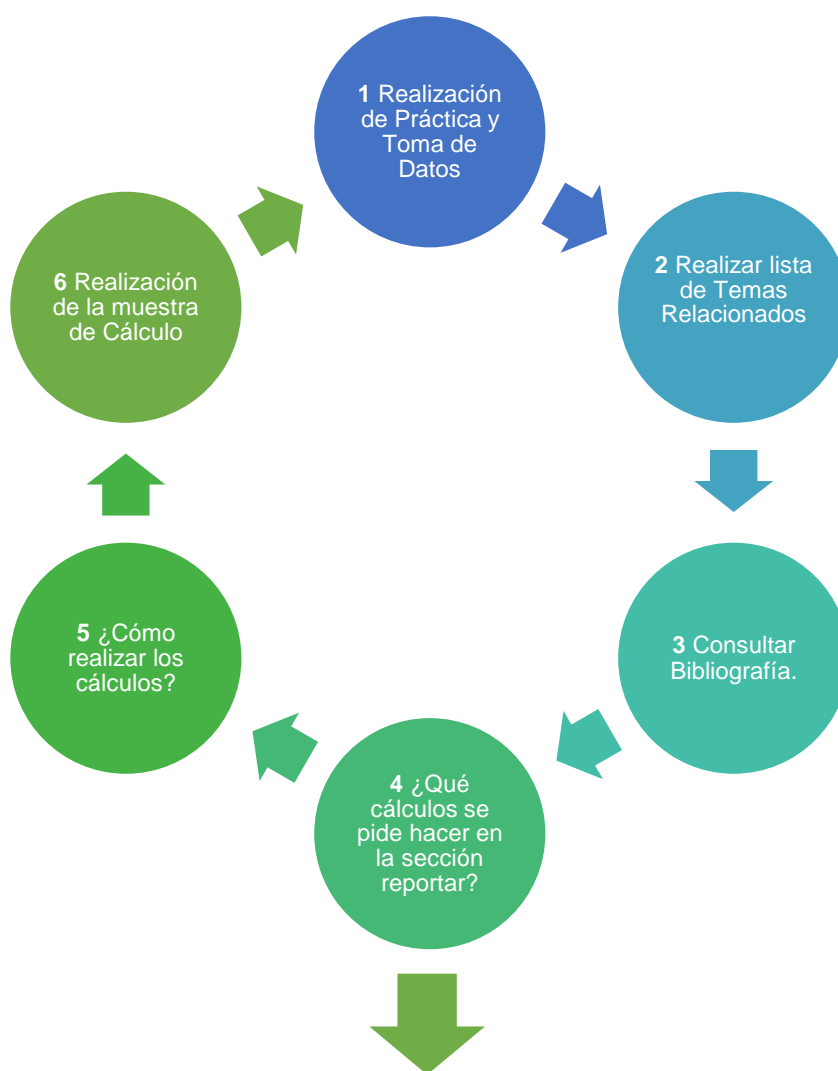 1 Realización
de Práctica y
Toma de
Datos
2 Realizar lista
de Temas
Relacionados
3 Consultar
Bibliografía.
4 ¿Qué
cálculos se
pide hacer en
la sección
reportar?
5 ¿Cómo
realizar los
cálculos?
6 Realización
de la muestra
de Cálculo